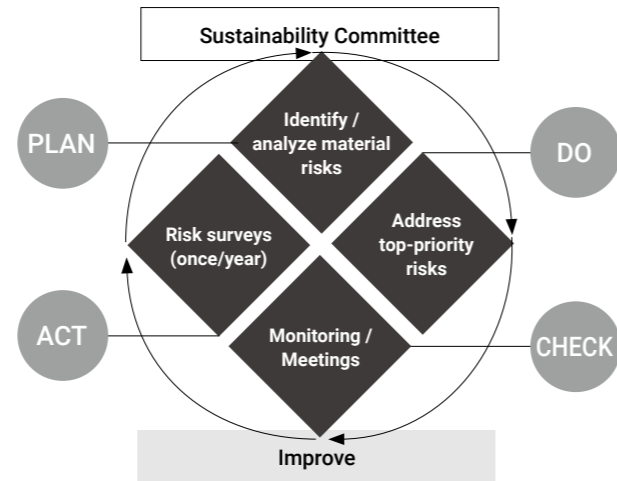 Sustainability Committee
PLAN
Identify /
analyze material
risks
DO
Address
top-priority
risks
Risk surveys
(once/year)
ACT
Monitoring /
Meetings
CHECK
Improve